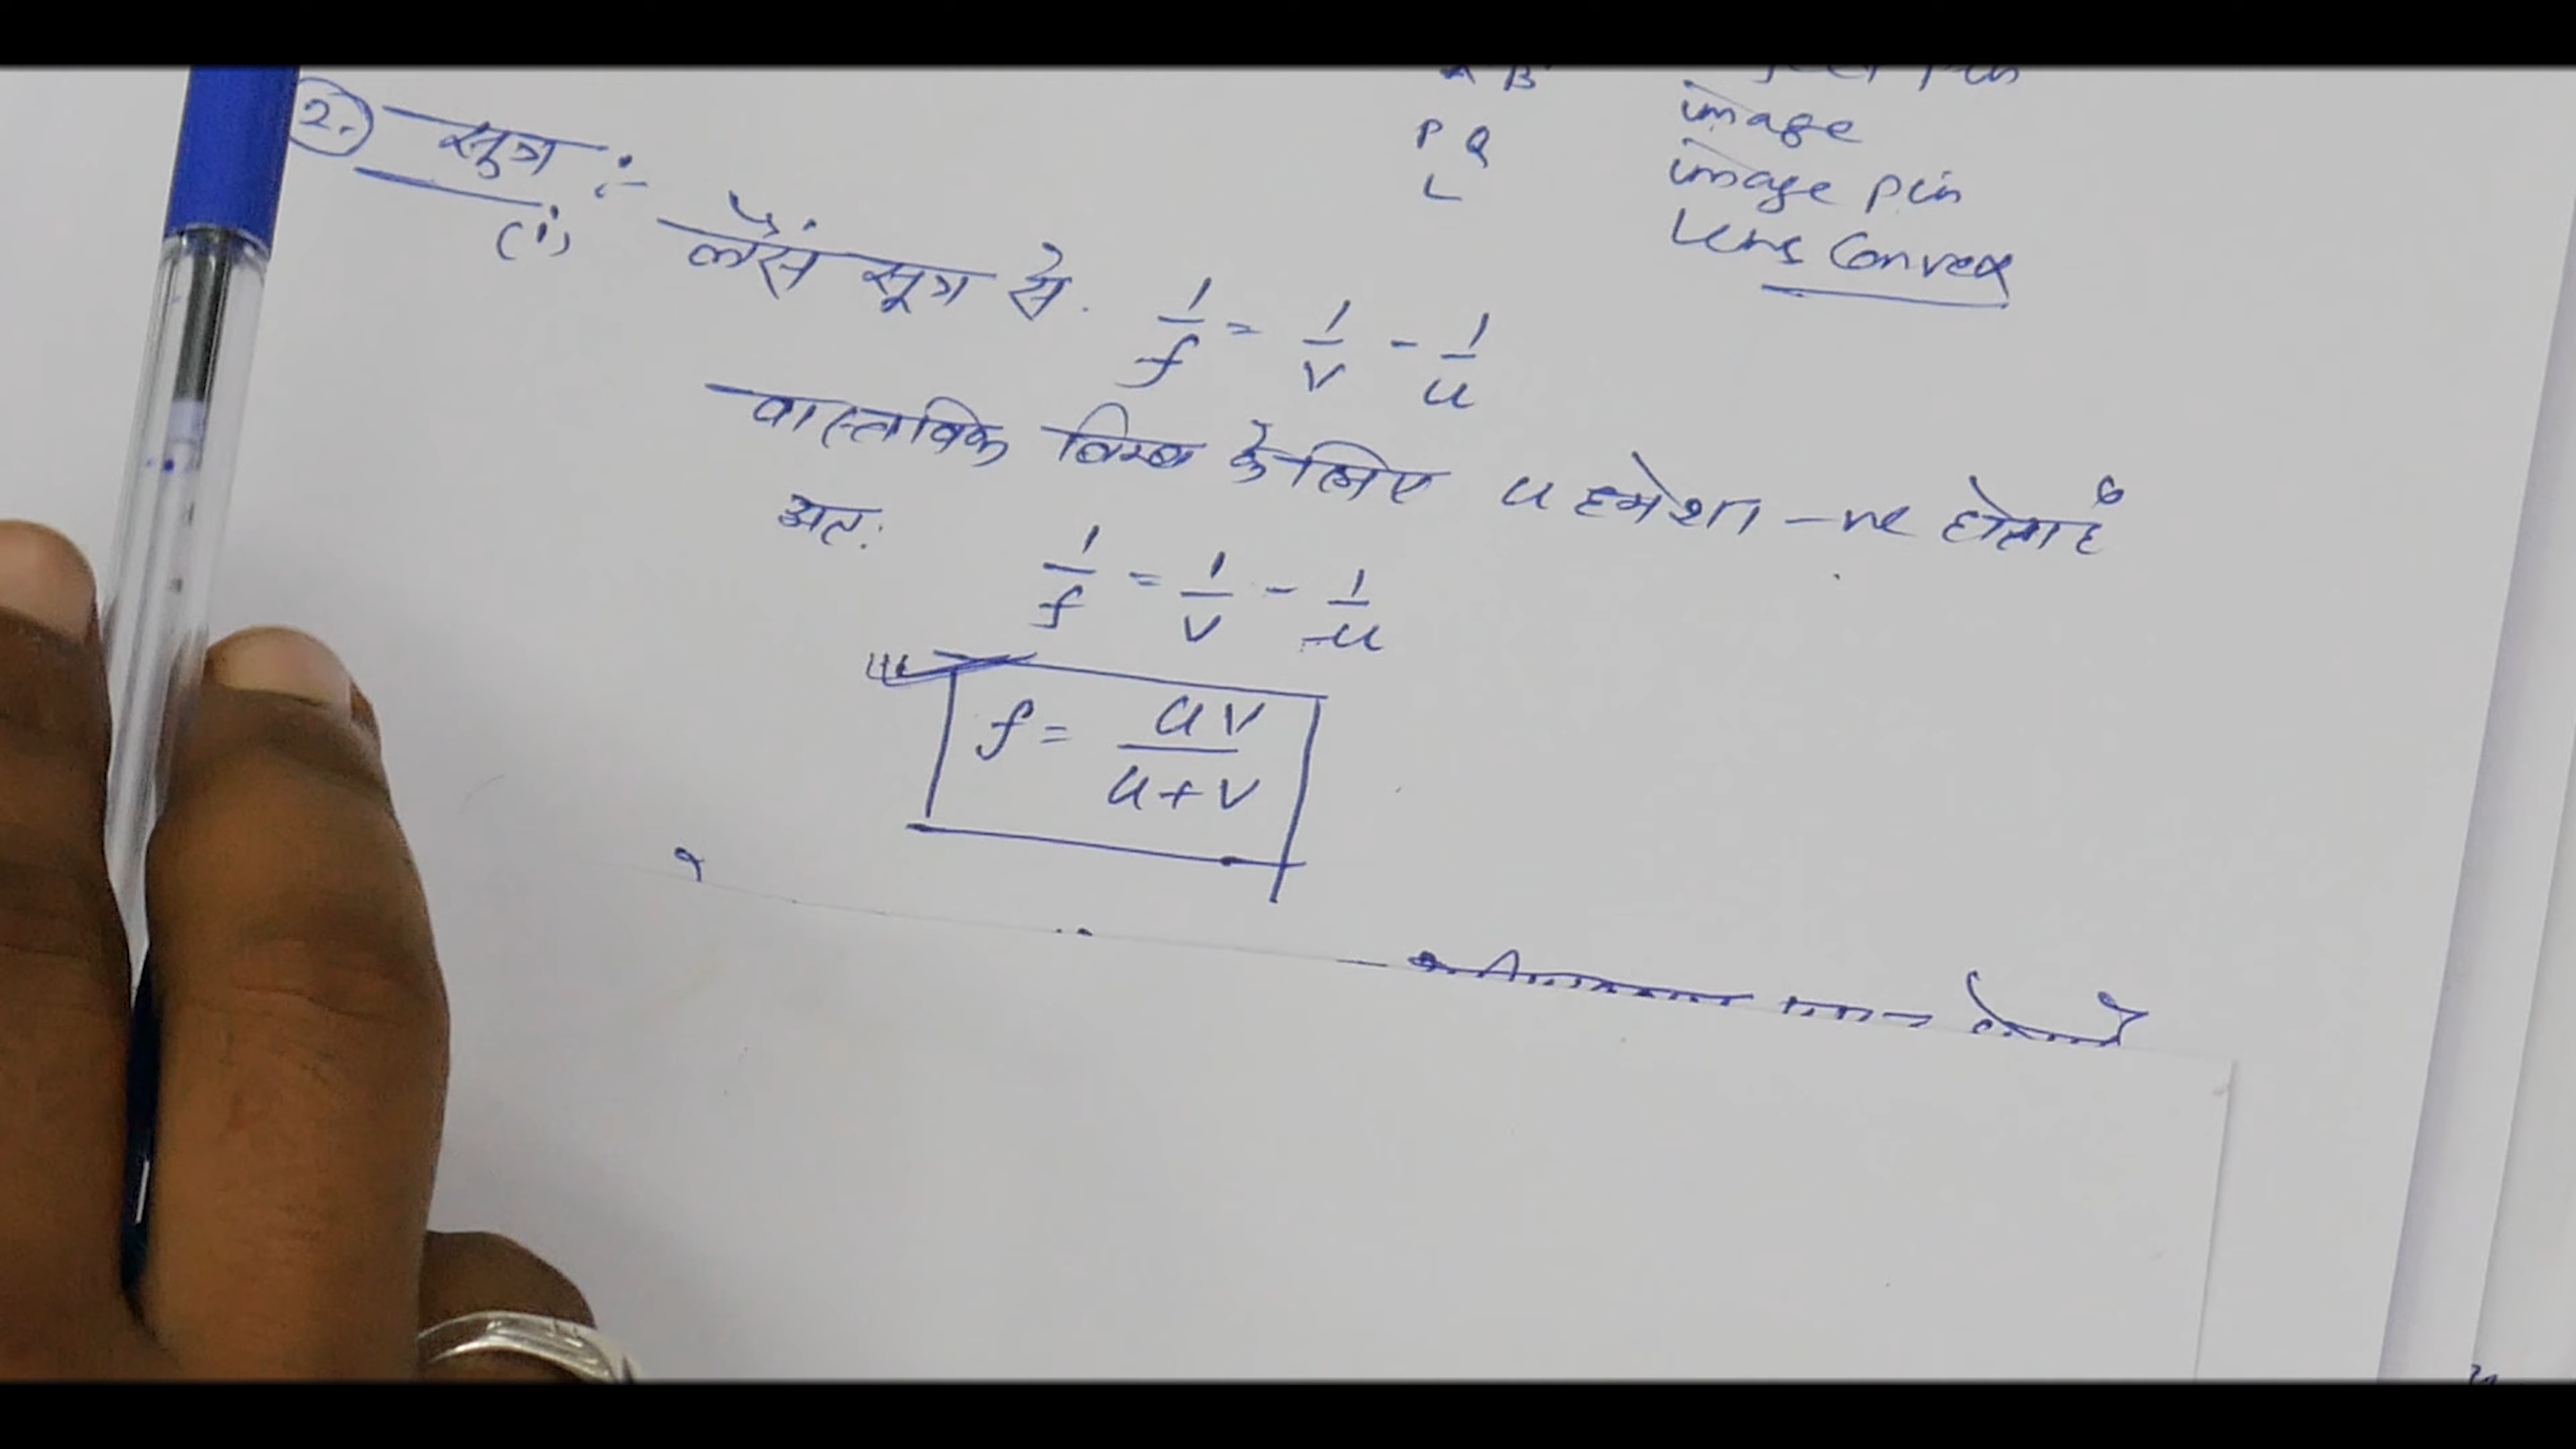 A' B'
image
P Q image pin
L Lens Convex
2. सूत्र :-
(i) लैंस सूत्र से. 1/f = 1/v - 1/u
वास्तविक बिम्ब के लिए u हमेशा -ve होता है
अत:
1/f = 1/v - 1/-u
f = uv/u+v